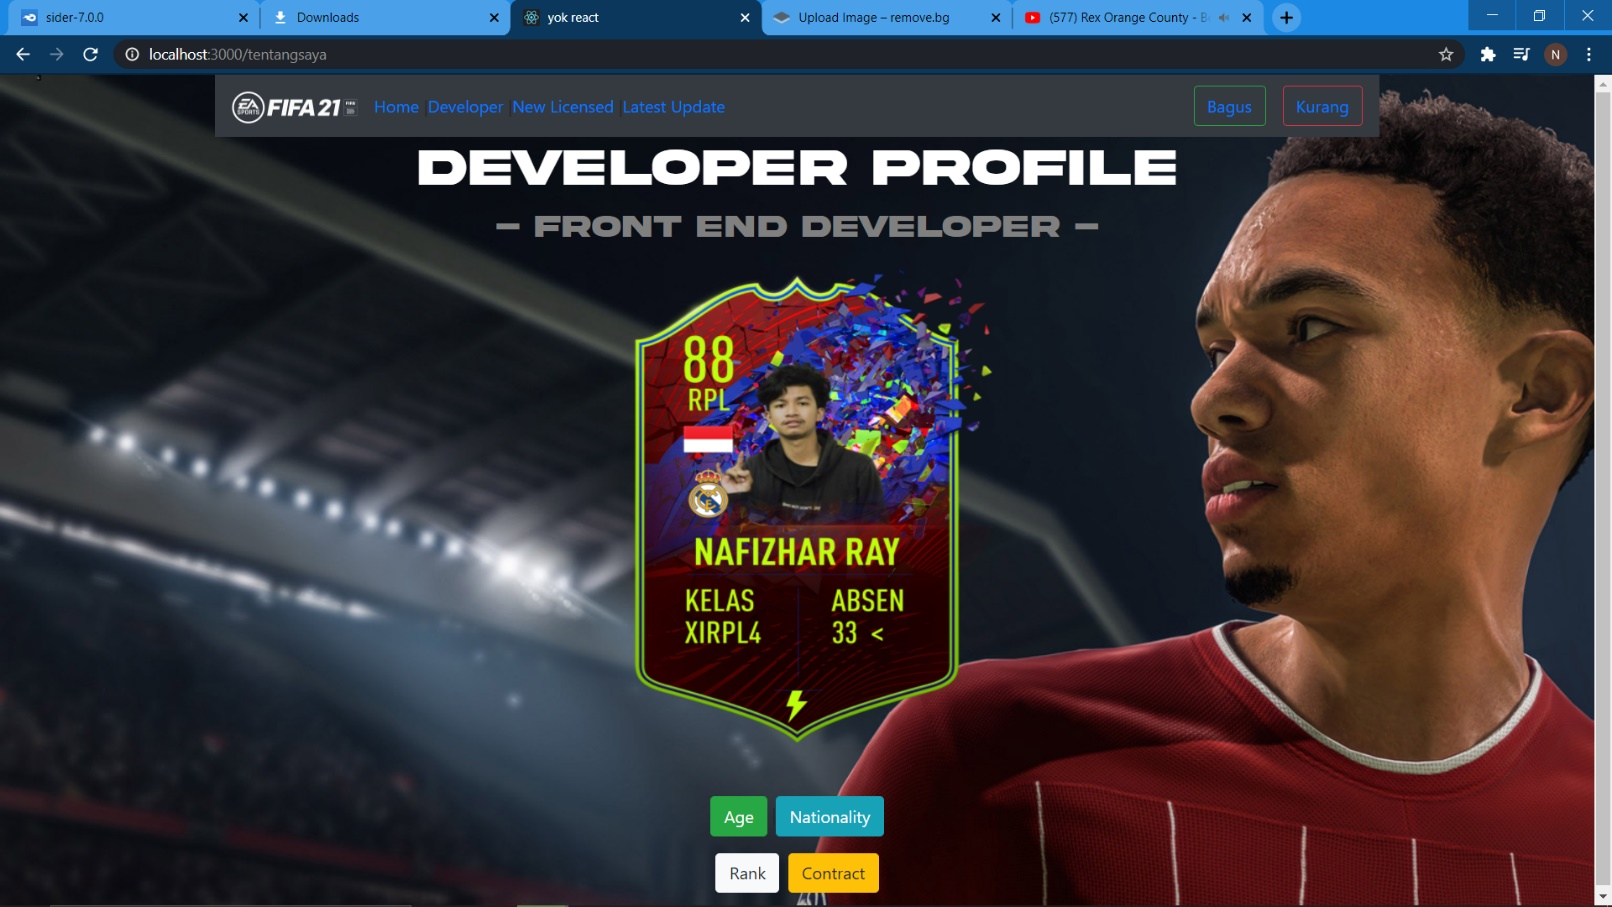 sider-7.0.0
Downloads
yok react
Upload Image – remove.bg
(577) Rex Orange County - B
localhost:3000/tentangsaya
N
EA SPORTS FIFA 21
Home Developer New Licensed Latest Update
Bagus Kurang
DEVELOPER PROFILE
– FRONT END DEVELOPER –
88
RPL
NAFIZHAR RAY
KELAS ABSEN
XIRPL4 33 <
Age Nationality
Rank Contract